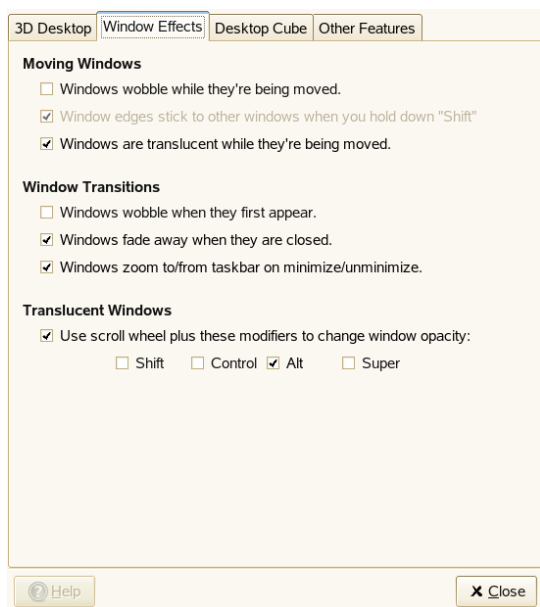 3D Desktop Window Effects Desktop Cube Other Features
Moving Windows
Windows wobble while they're being moved.
Window edges stick to other windows when you hold down "Shift"
Windows are translucent while they're being moved.
Window Transitions
Windows wobble when they first appear.
Windows fade away when they are closed.
Windows zoom to/from taskbar on minimize/unminimize.
Translucent Windows
Use scroll wheel plus these modifiers to change window opacity:
Shift Control Alt Super
Help Close